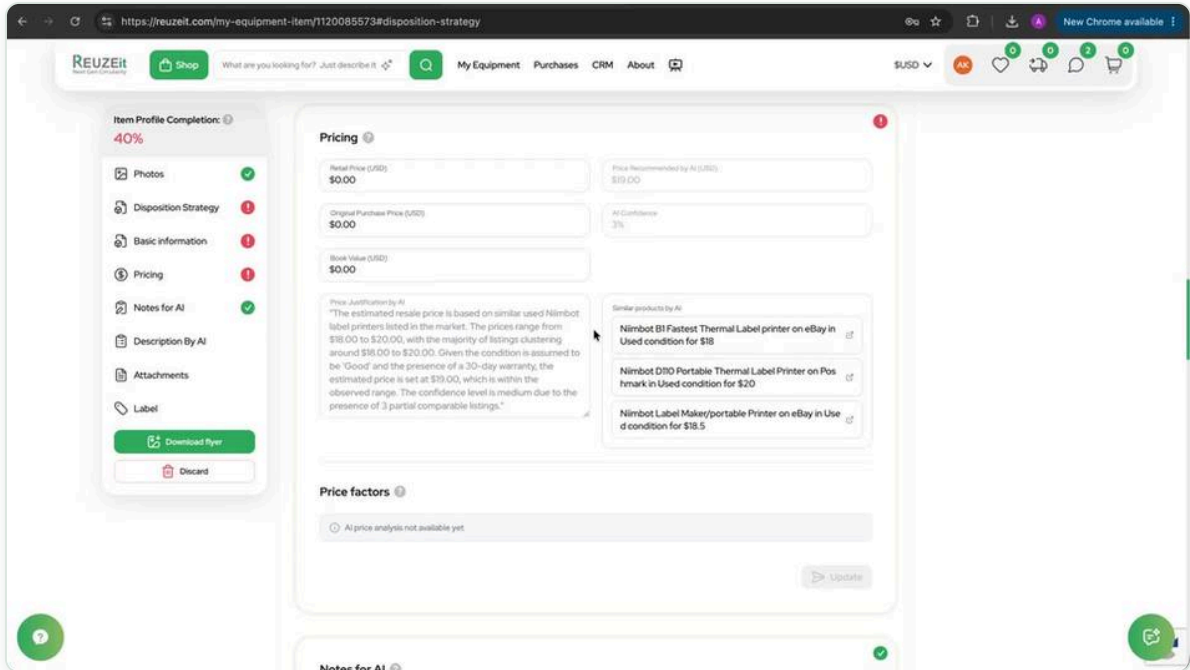 https://reuzeit.com/my-equipment-item/1120085573#disposition-strategy
A
New Chrome available
REUZEit
Next Gen Circularity
Shop
What are you looking for? Just describe it
My Equipment
Purchases
CRM
About
$USD
AK
0
0
2
0
Item Profile Completion:
40%
Photos
Disposition Strategy
Basic information
Pricing
Notes for AI
Description By AI
Attachments
Label
Download flyer
Discard
Pricing
Retail Price (USD)
$0.00
Price Recommended by AI (USD)
$19.00
Original Purchase Price (USD)
$0.00
AI Confidence
3%
Book Value (USD)
$0.00
Price Justification by AI
"The estimated resale price is based on similar used Niimbot
label printers listed in the market. The prices range from
$18.00 to $20.00, with the majority of listings clustering
around $18.00 to $20.00. Given the condition is assumed to
be 'Good' and the presence of a 30-day warranty, the
estimated price is set at $19.00, which is within the
observed range. The confidence level is medium due to the
presence of 3 partial comparable listings."
Similar products by AI
Niimbot B1 Fastest Thermal Label printer on eBay in
Used condition for $18
Niimbot D110 Portable Thermal Label Printer on Pos
hmark in Used condition for $20
Niimbot Label Maker/portable Printer on eBay in Use
d condition for $18.5
Price factors
AI price analysis not available yet
Update
Notes for AI